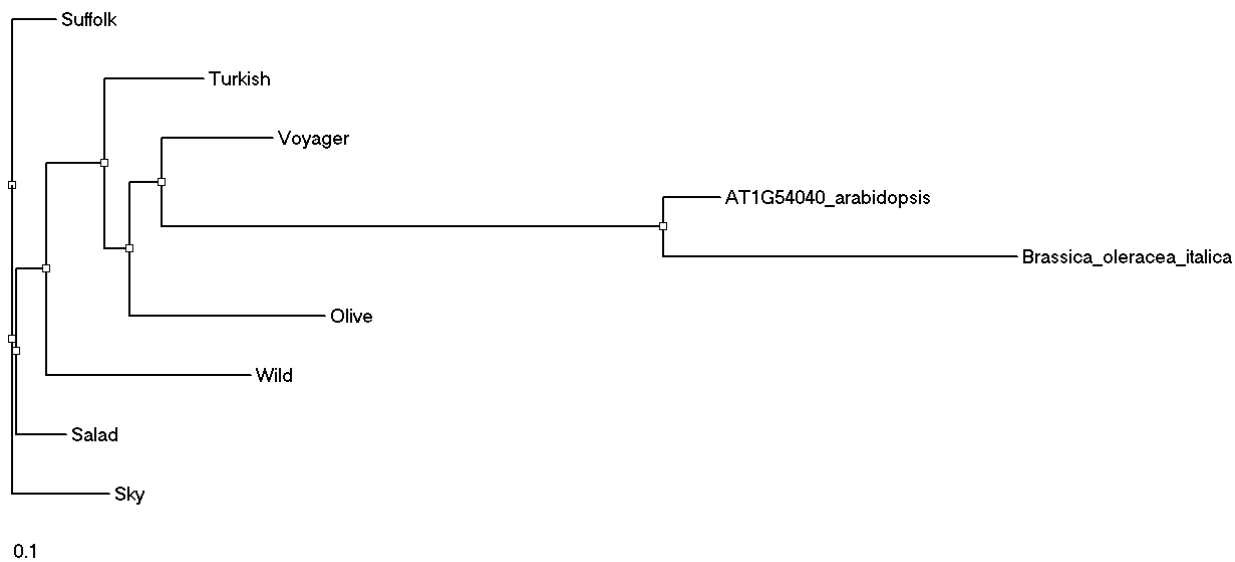 Suffolk
Turkish
Voyager
AT1G54040_arabidopsis
Brassica_oleracea_italica
Olive
Wild
Salad
Sky
0.1